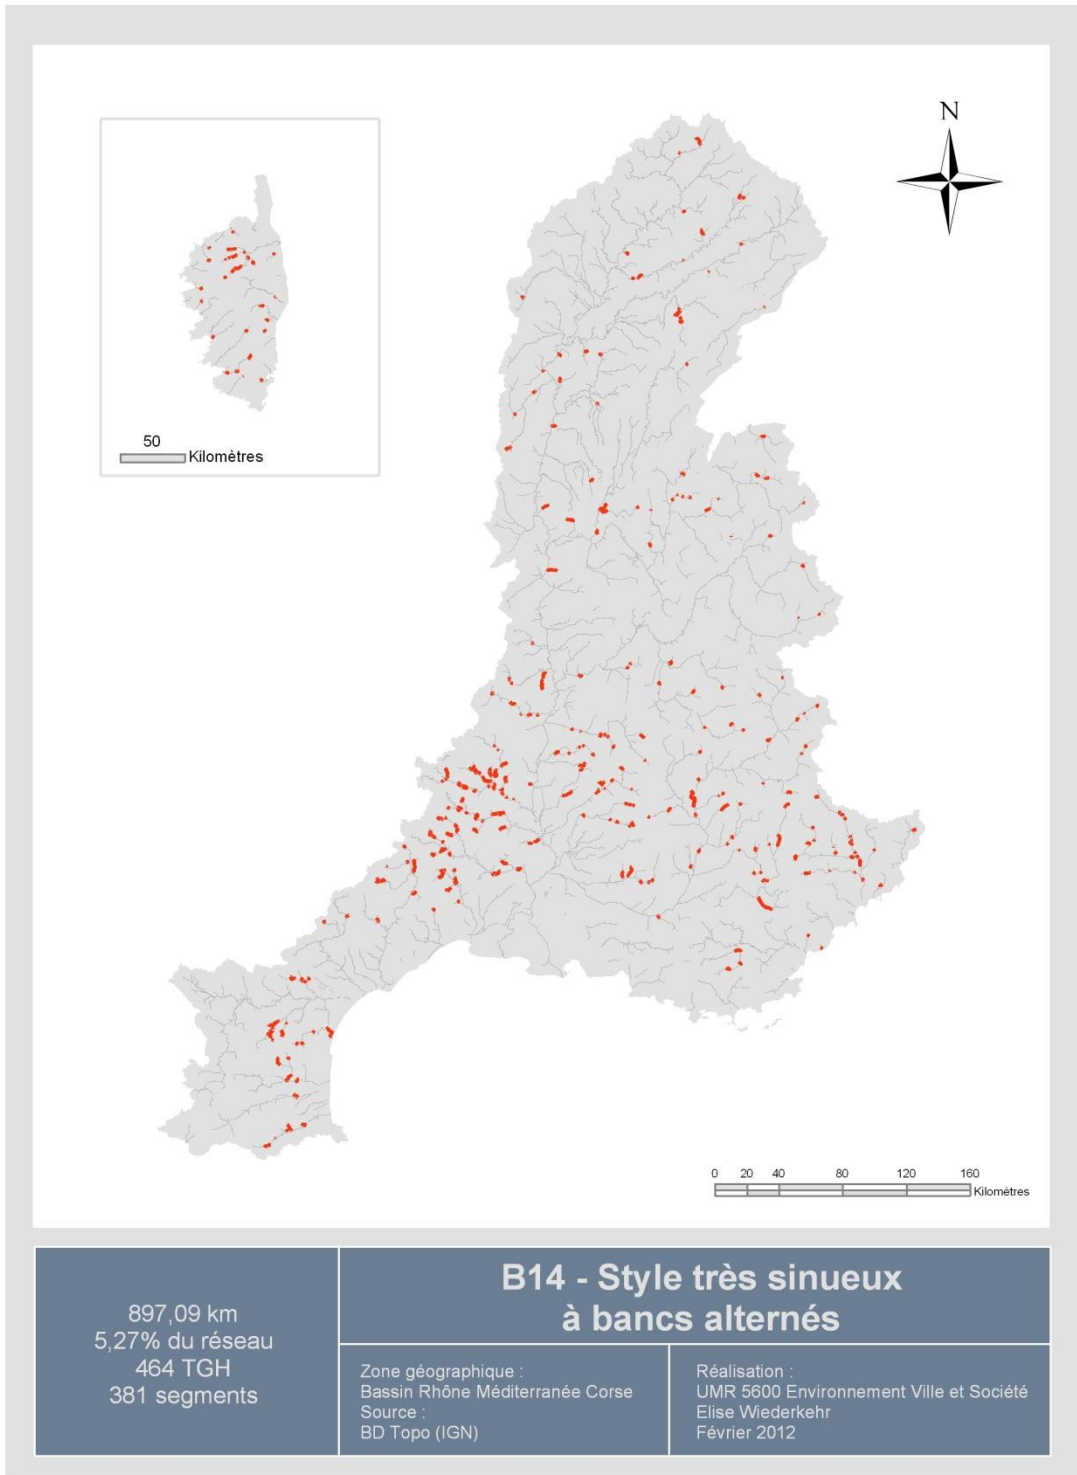 N
50
Kilomètres
0 20 40 80 120 160
Kilomètres
897,09 km
5,27% du réseau
464 TGH
381 segments
B14 - Style très sinueux
à bancs alternés
Zone géographique :
Bassin Rhône Méditerranée Corse
Source :
BD Topo (IGN)
Réalisation :
UMR 5600 Environnement Ville et Société
Elise Wiederkehr
Février 2012